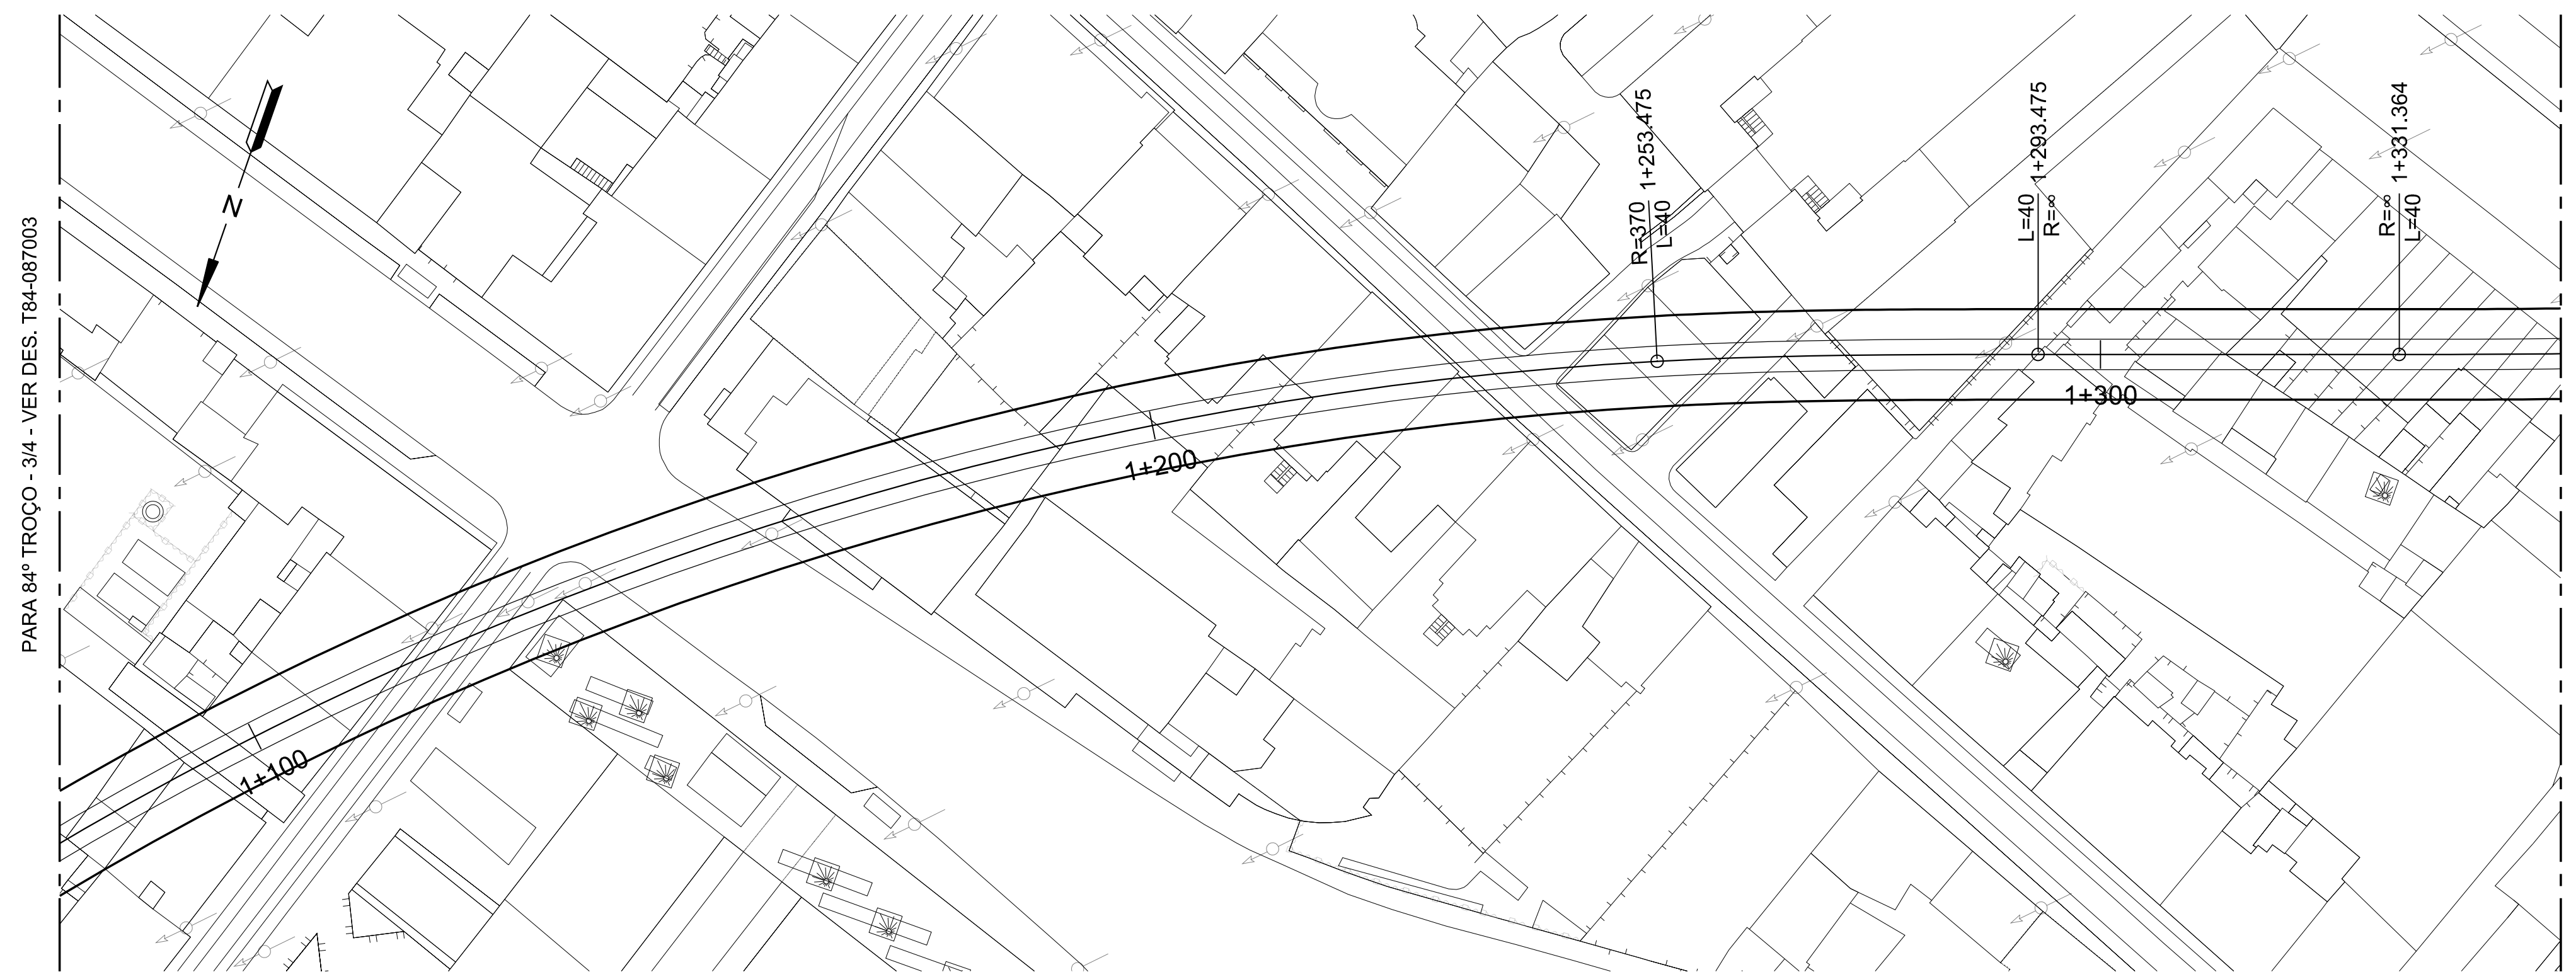 PARA 84º TROÇO - 3/4 - VER DES. T84-087003
N
R=370 1+253.475
L=40
L=40 1+293.475
R=∞
R=∞ 1+331.364
L=40
1+300
1+200
1+100